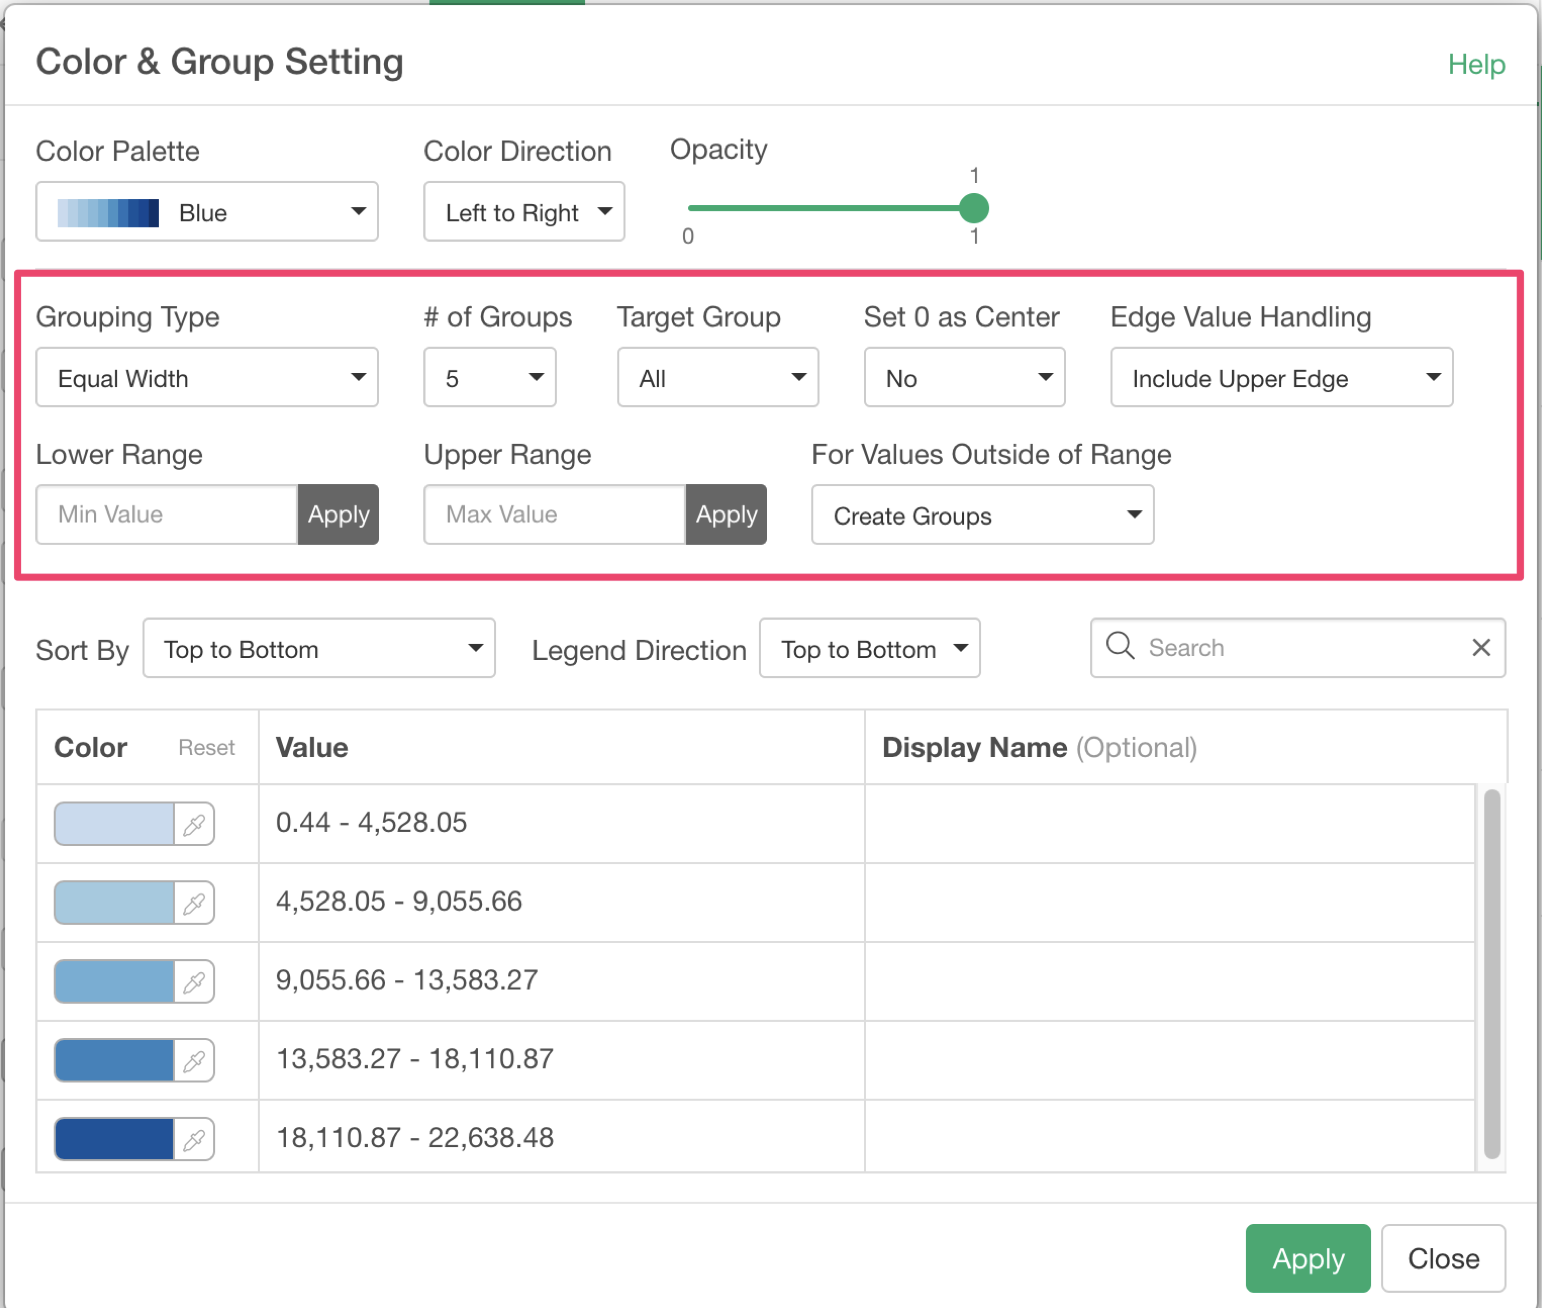 Color & Group Setting
Help
Color Palette
Color Direction
Opacity
Blue
Left to Right
1
0
1
Grouping Type
# of Groups
Target Group
Set 0 as Center
Edge Value Handling
Equal Width
5
All
No
Include Upper Edge
Lower Range
Upper Range
For Values Outside of Range
Min Value
Apply
Max Value
Apply
Create Groups
Sort By
Top to Bottom
Legend Direction
Top to Bottom
Search
Color
Reset
Value
Display Name (Optional)
0.44 - 4,528.05
4,528.05 - 9,055.66
9,055.66 - 13,583.27
13,583.27 - 18,110.87
18,110.87 - 22,638.48
Apply
Close